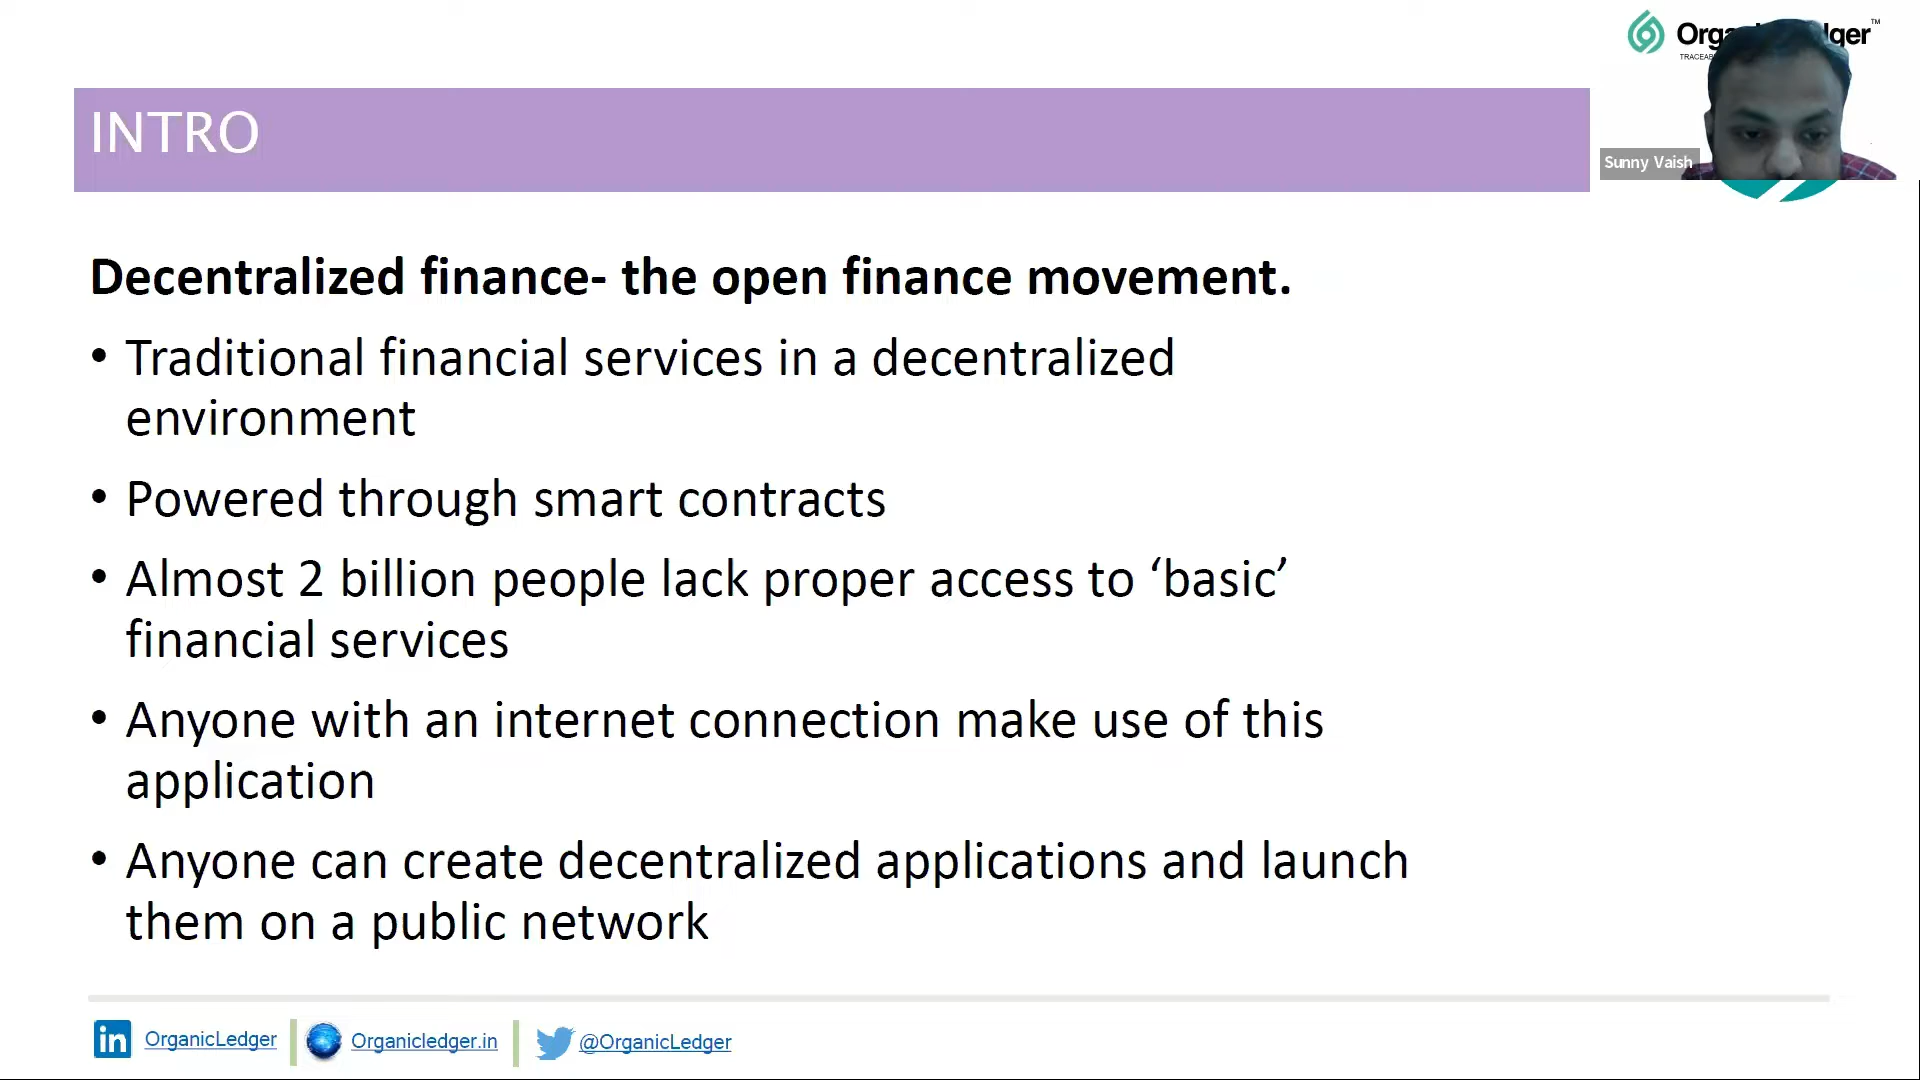 INTRO
Sunny Vaish
Decentralized finance- the open finance movement.
• Traditional financial services in a decentralized
environment
• Powered through smart contracts
• Almost 2 billion people lack proper access to ‘basic’
financial services
• Anyone with an internet connection make use of this
application
• Anyone can create decentralized applications and launch
them on a public network
in OrganicLedger
Organicledger.in
@OrganicLedger